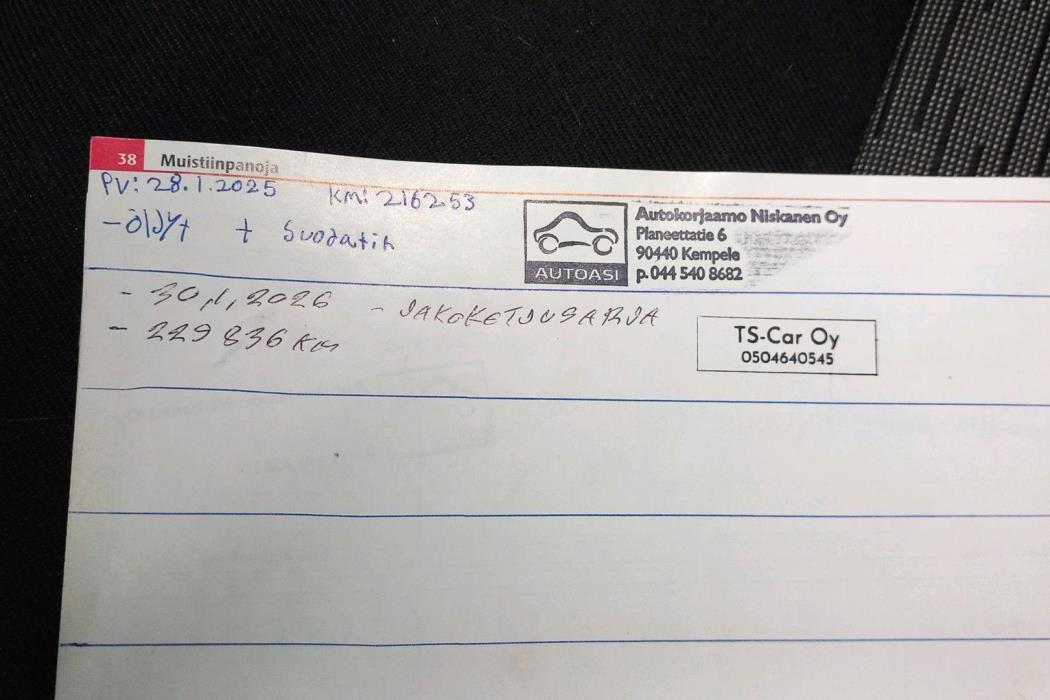 38 Muistiinpanoja
PV: 28.1.2025 KM: 216253
- öljyt + Suodatin
AUTOASI
Autokorjaamo Niskanen Oy
Planeettatie 6
90440 Kempele
p.044 540 8682
- 30.1.2026 - JAKOKETJUSARJA
- 229 836 Km
TS-Car Oy
0504640545